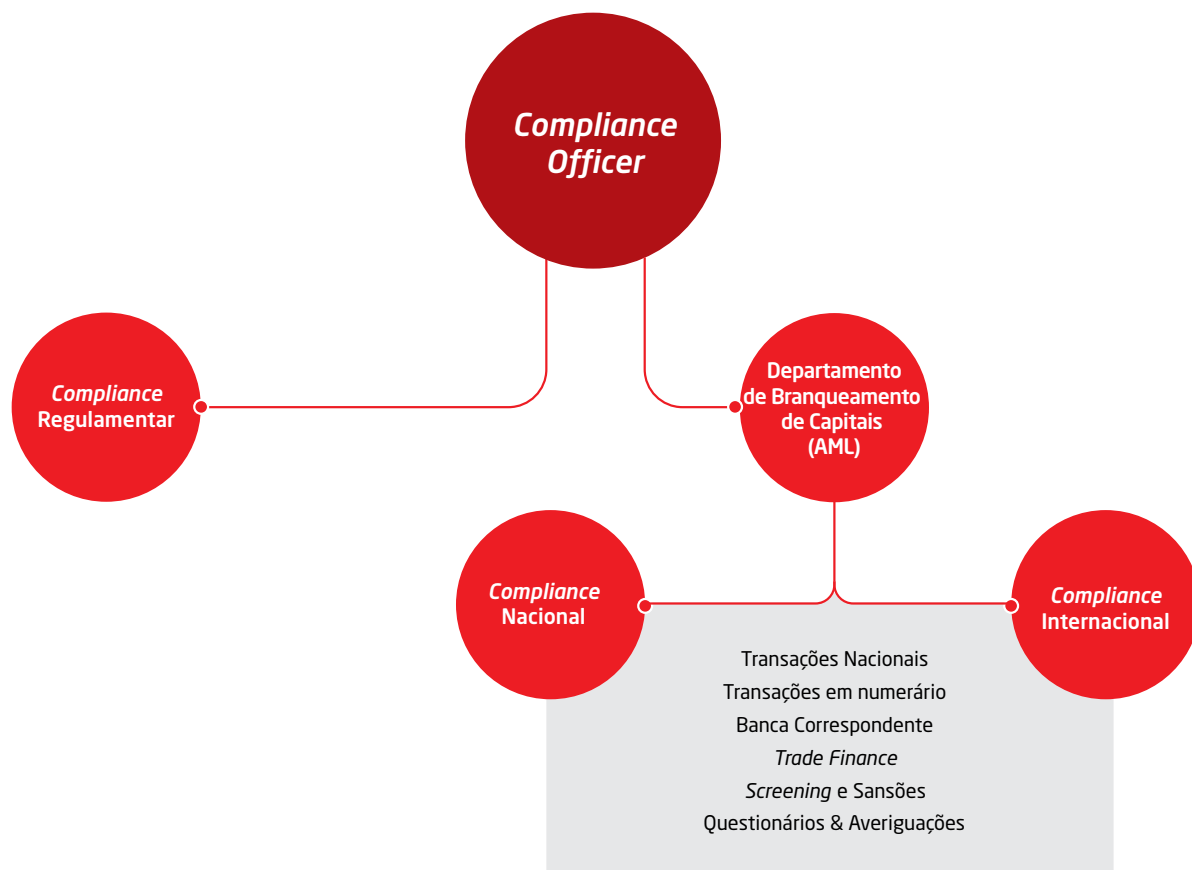 Compliance
Officer
Compliance
Regulamentar
Departamento
de Branqueamento
de Capitais
(AML)
Compliance
Nacional
Compliance
Internacional
Transações Nacionais
Transações em numerário
Banca Correspondente
Trade Finance
Screening e Sansões
Questionários & Averiguações